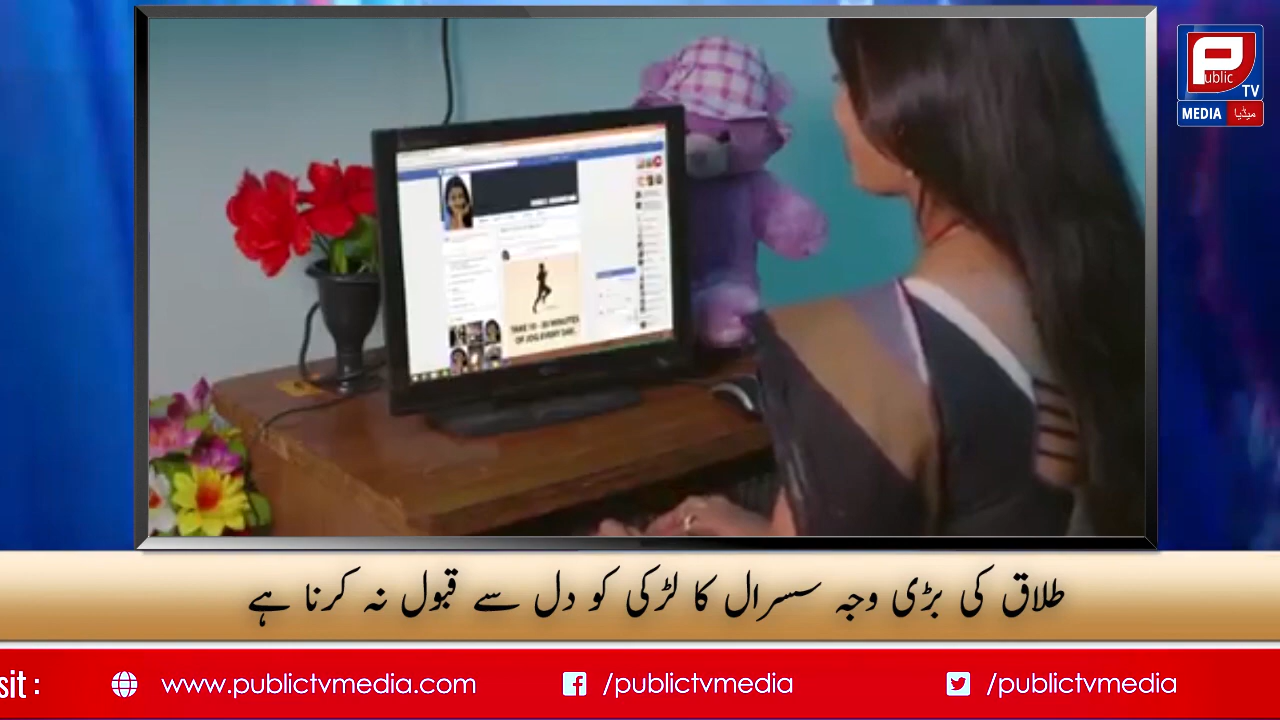 Public
TV
MEDIA میڈیا
TAKE 10 - 30 MINUTES
OF JOG EVERY DAY.
طلاق کی بڑی وجہ سسرال کا لڑکی کو دل سے قبول نہ کرنا ہے
sit : www.publictvmedia.com /publictvmedia /publictvmedia